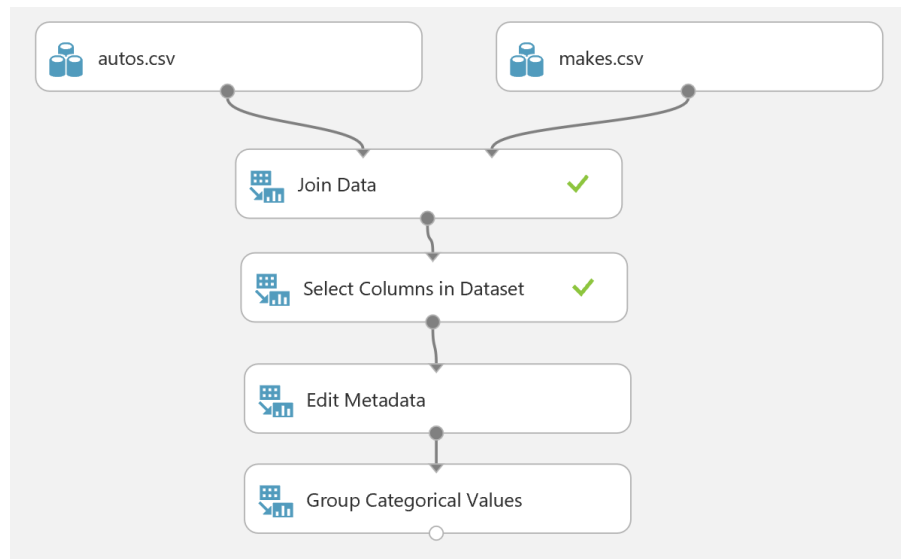 autos.csv
makes.csv
Join Data
Select Columns in Dataset
Edit Metadata
Group Categorical Values